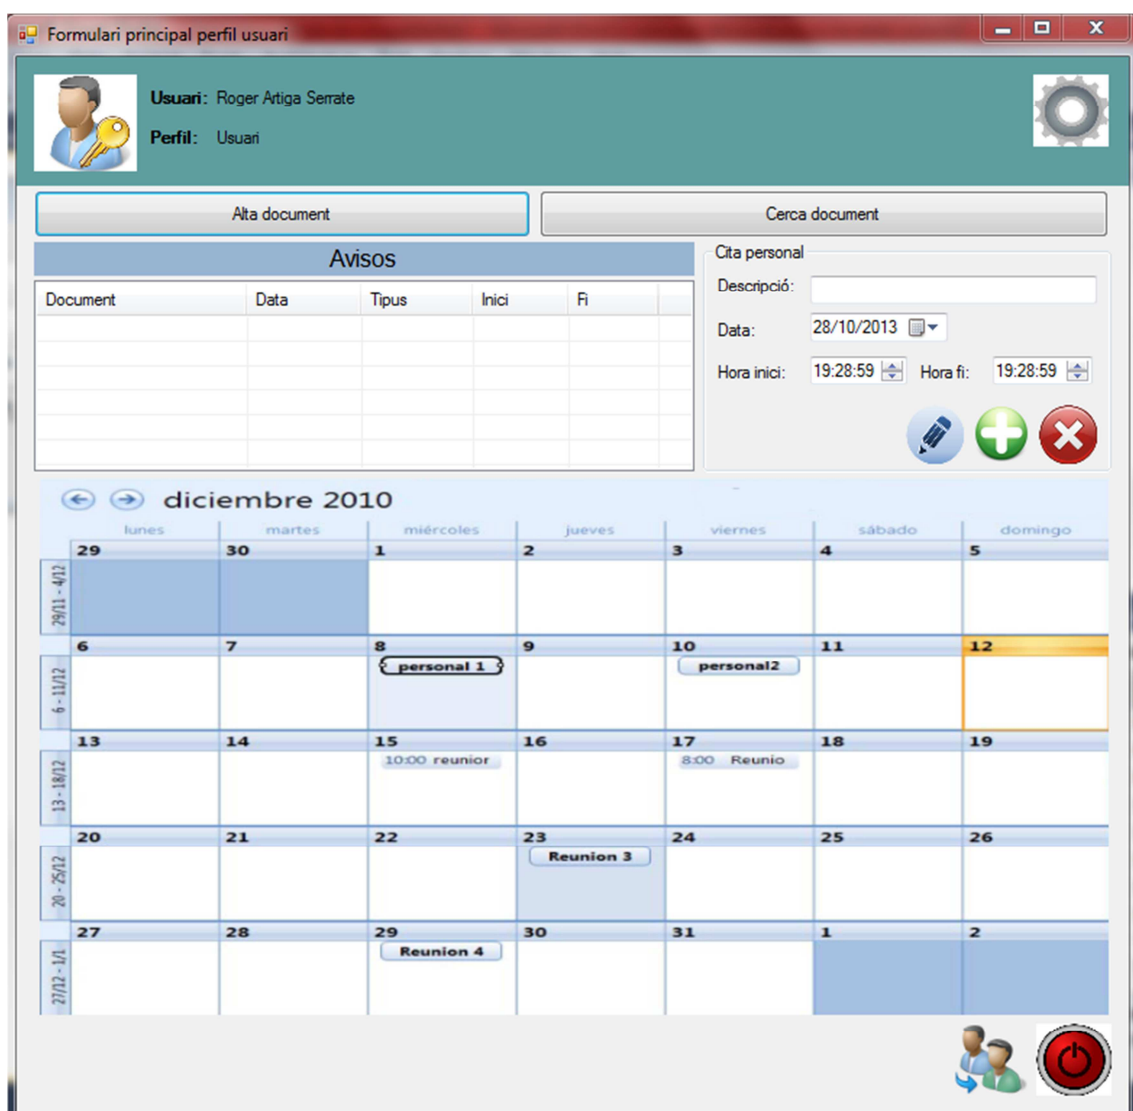 Formulari principal perfil usuari
Usuari: Roger Artiga Serrate
Perfil: Usuari
Alta document
Cerca document
Avisos
Document Data Tipus Inici Fi
Cita personal
Descripció:
Data: 28/10/2013
Hora inici: 19:28:59 Hora fi: 19:28:59
diciembre 2010
lunes martes miércoles jueves viernes sábado domingo
29/11 - 4/12
29 30 1 2 3 4 5
6 - 11/12
6 7 8 9 10 11 12
personal 1 personal2
13 - 18/12
13 14 15 16 17 18 19
10:00 reunior 8:00 Reunio
20 - 25/12
20 21 22 23 24 25 26
Reunion 3
27/12 - 1/1
27 28 29 30 31 1 2
Reunion 4